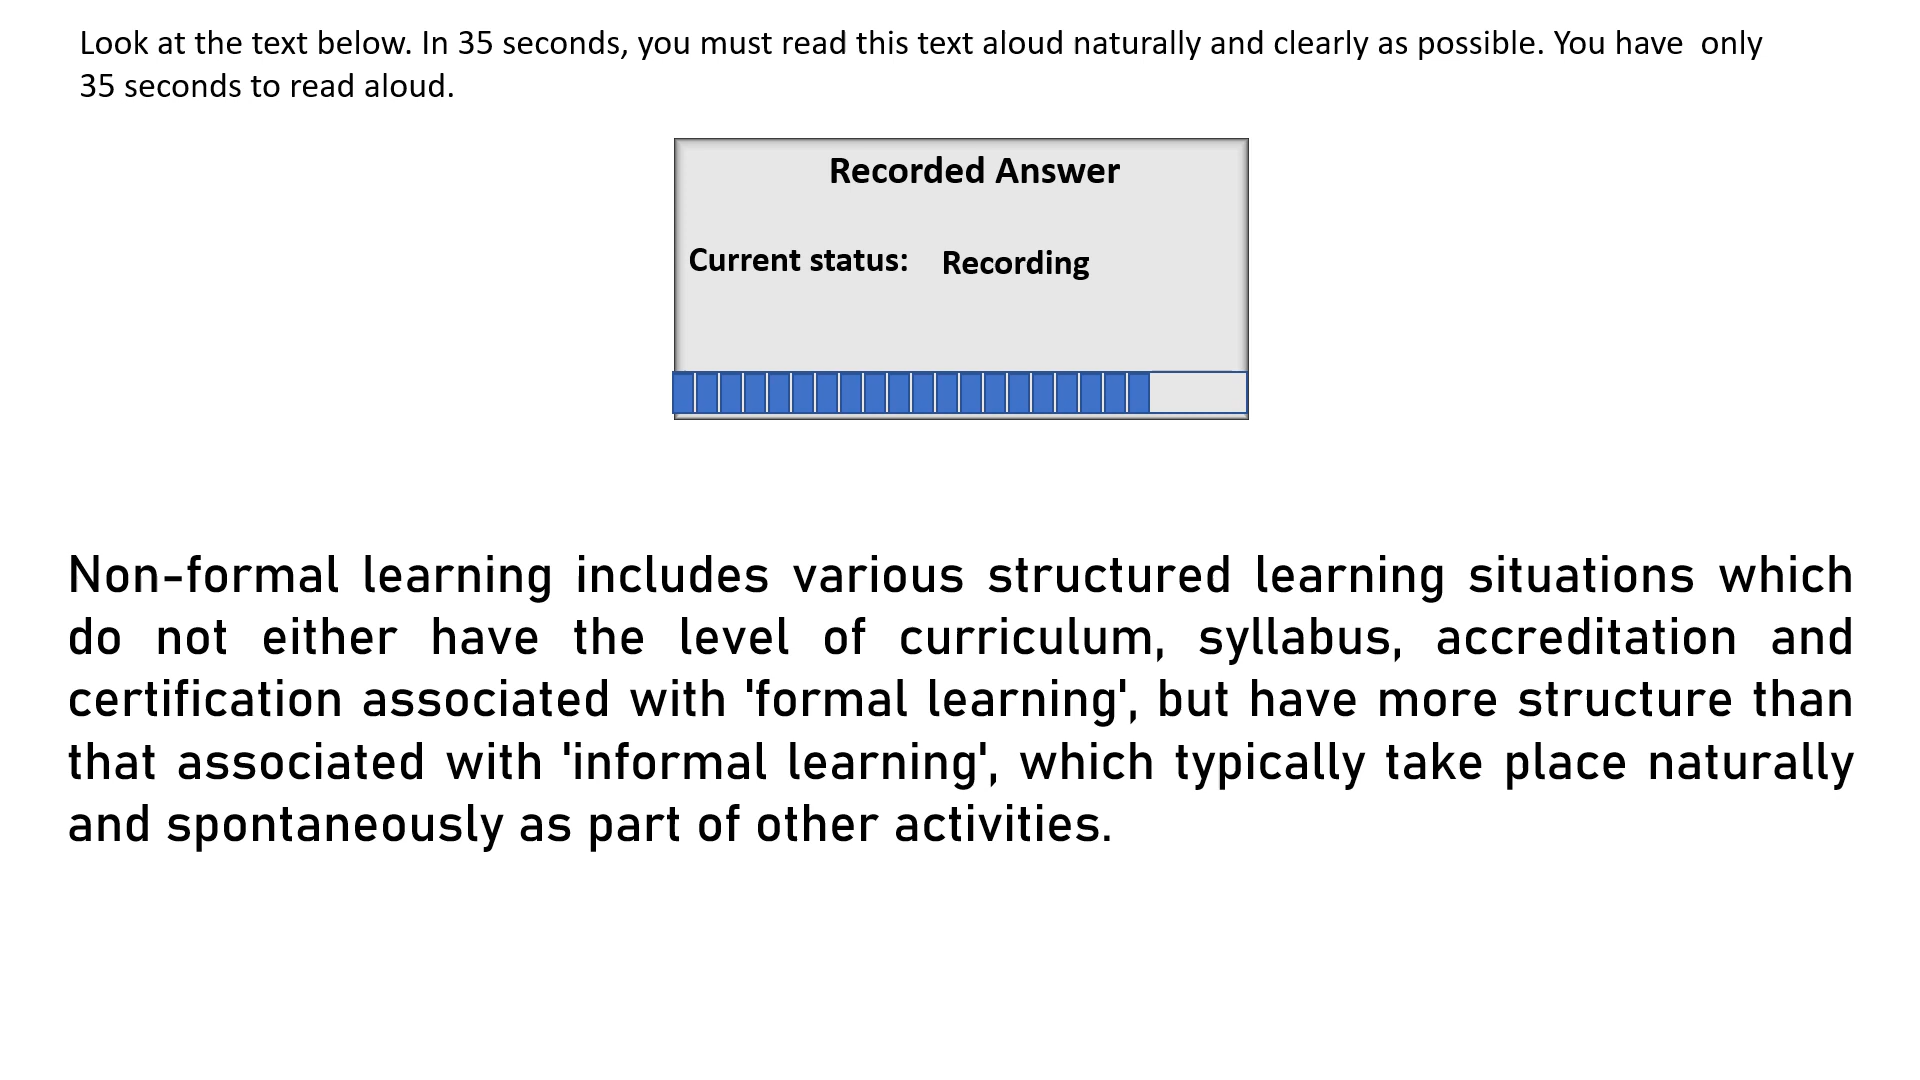 Look at the text below. In 35 seconds, you must read this text aloud naturally and clearly as possible. You have  only
35 seconds to read aloud.
Recorded Answer
Current status: Recording
Non-formal learning includes various structured learning situations which
do not either have the level of curriculum, syllabus, accreditation and
certification associated with 'formal learning', but have more structure than
that associated with 'informal learning', which typically take place naturally
and spontaneously as part of other activities.